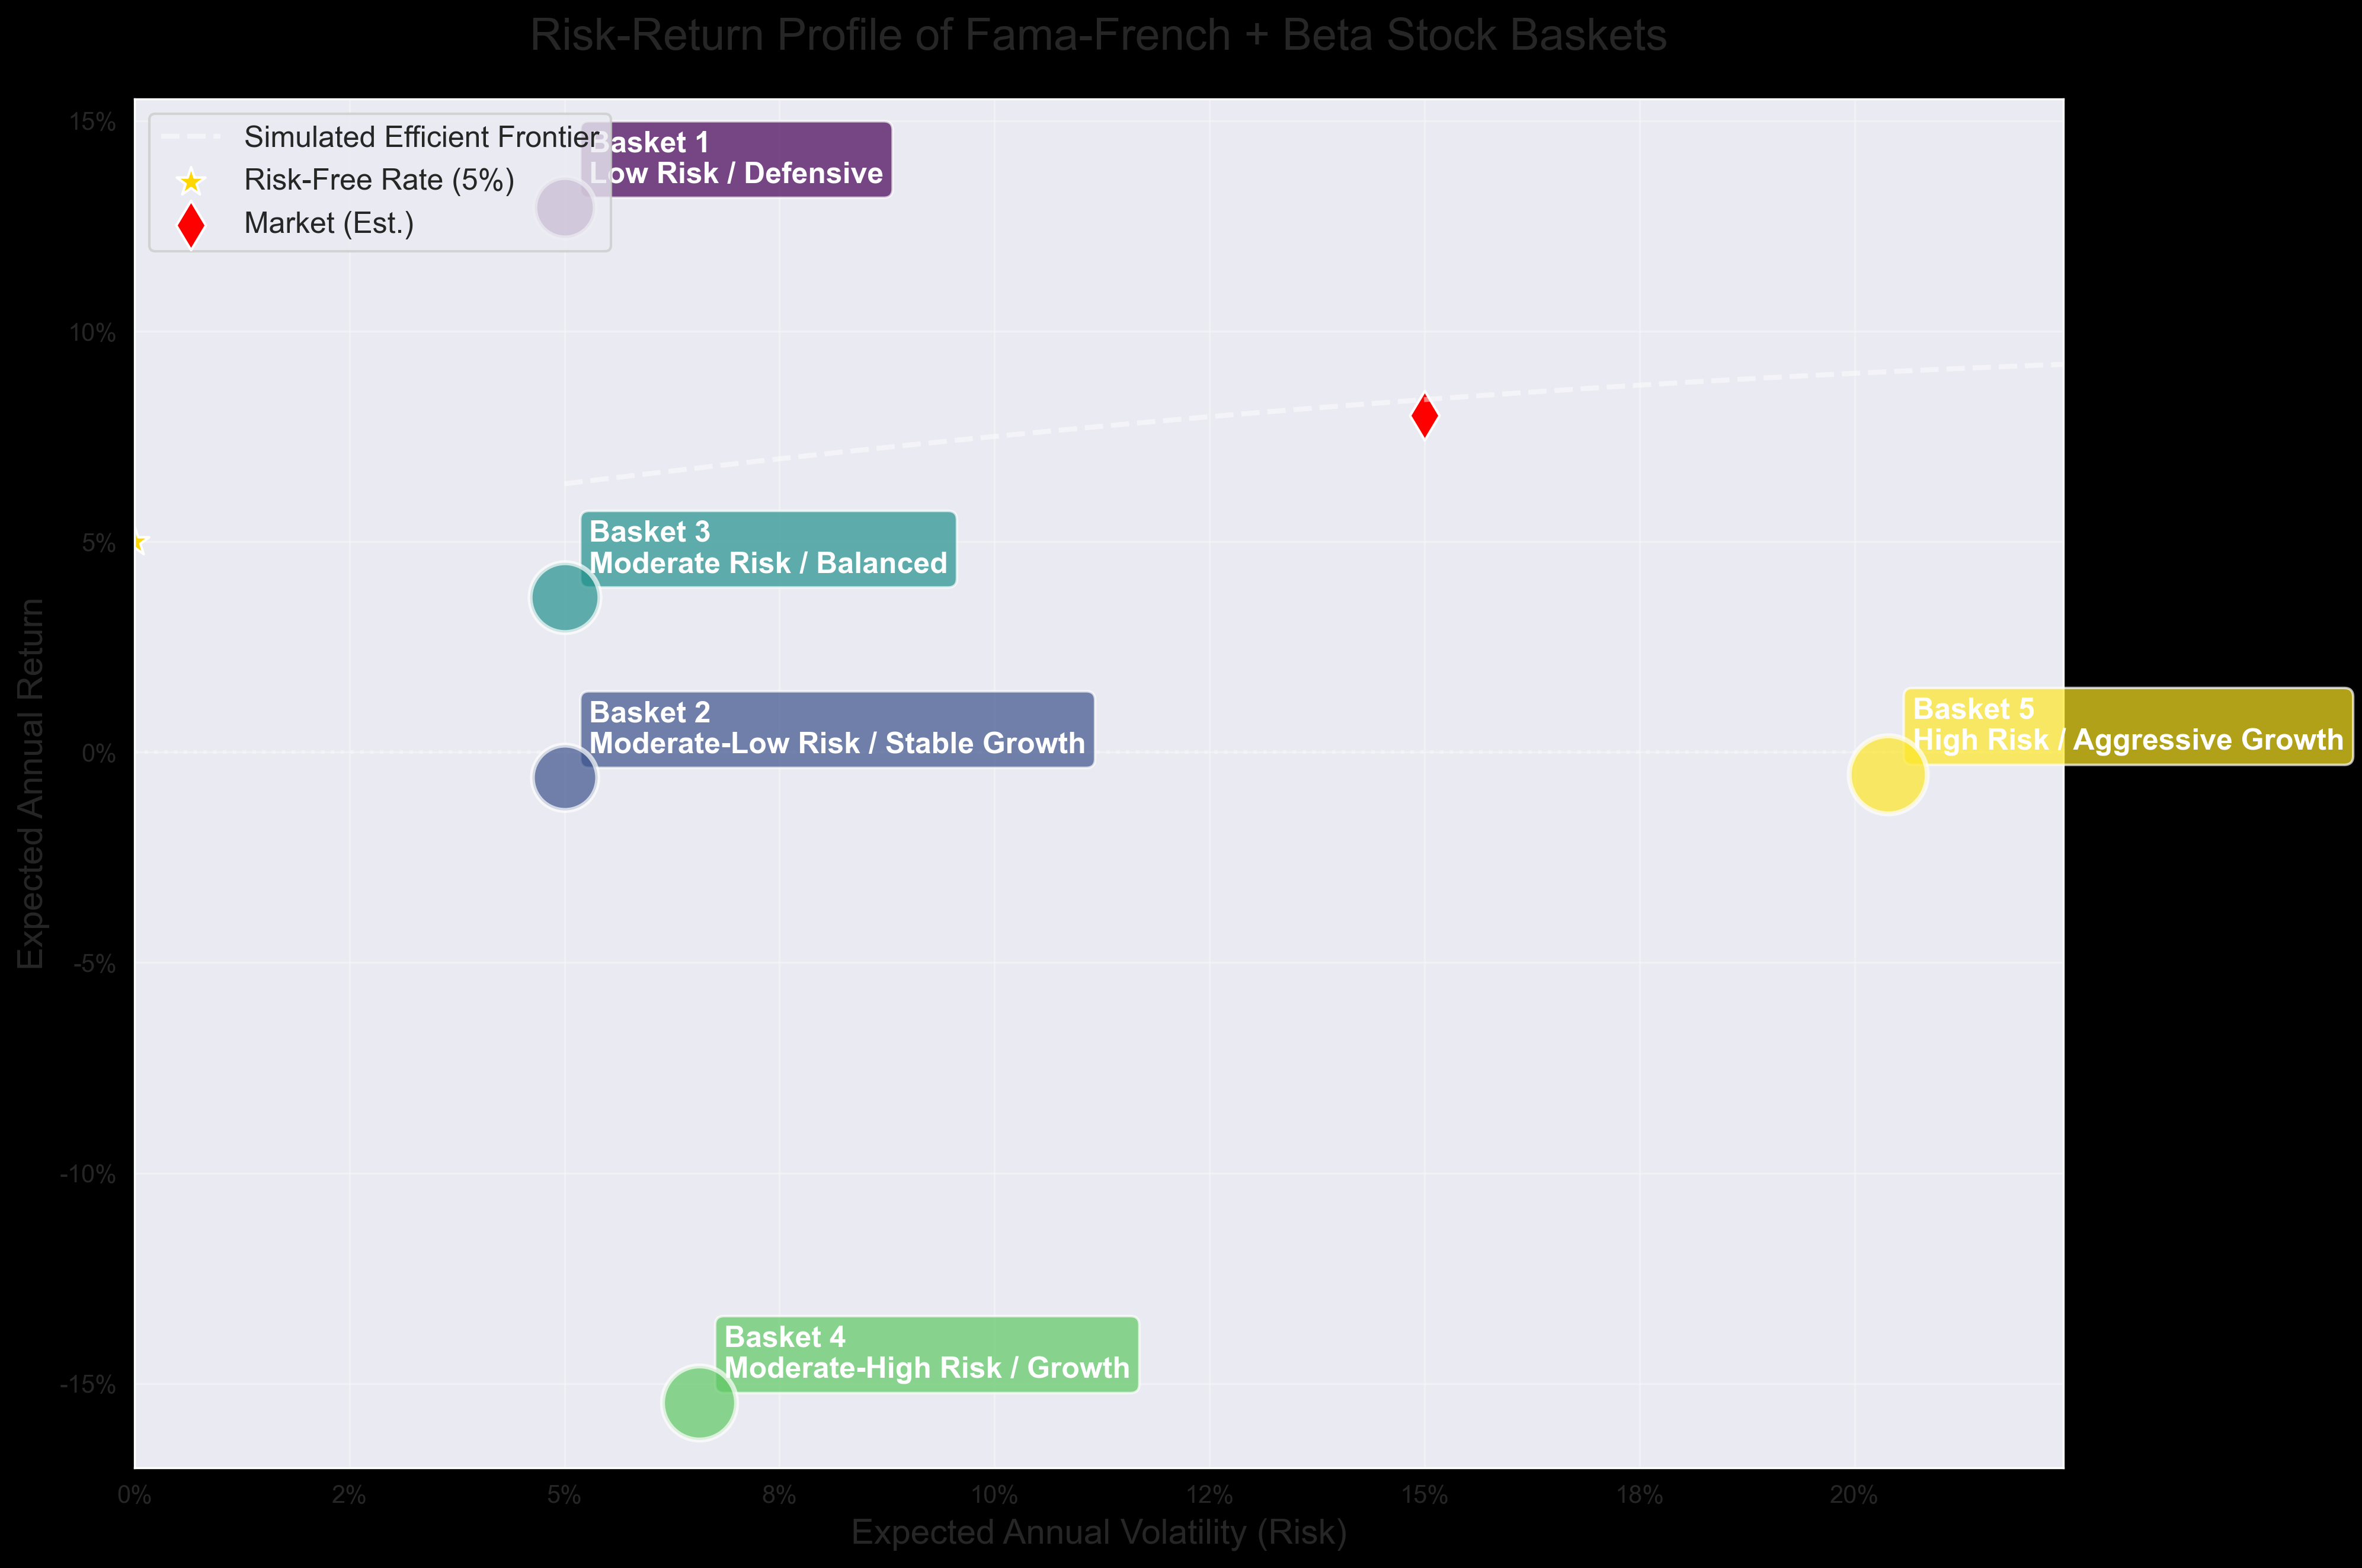 Risk-Return Profile of Fama-French + Beta Stock Baskets
Simulated Efficient Frontier
Risk-Free Rate (5%)
Market (Est.)
Basket 1
Low Risk / Defensive
Basket 3
Moderate Risk / Balanced
Basket 2
Moderate-Low Risk / Stable Growth
Basket 5
High Risk / Aggressive Growth
Basket 4
Moderate-High Risk / Growth
Expected Annual Return
15%
10%
5%
0%
-5%
-10%
-15%
0%
2%
5%
8%
10%
12%
15%
18%
20%
Expected Annual Volatility (Risk)